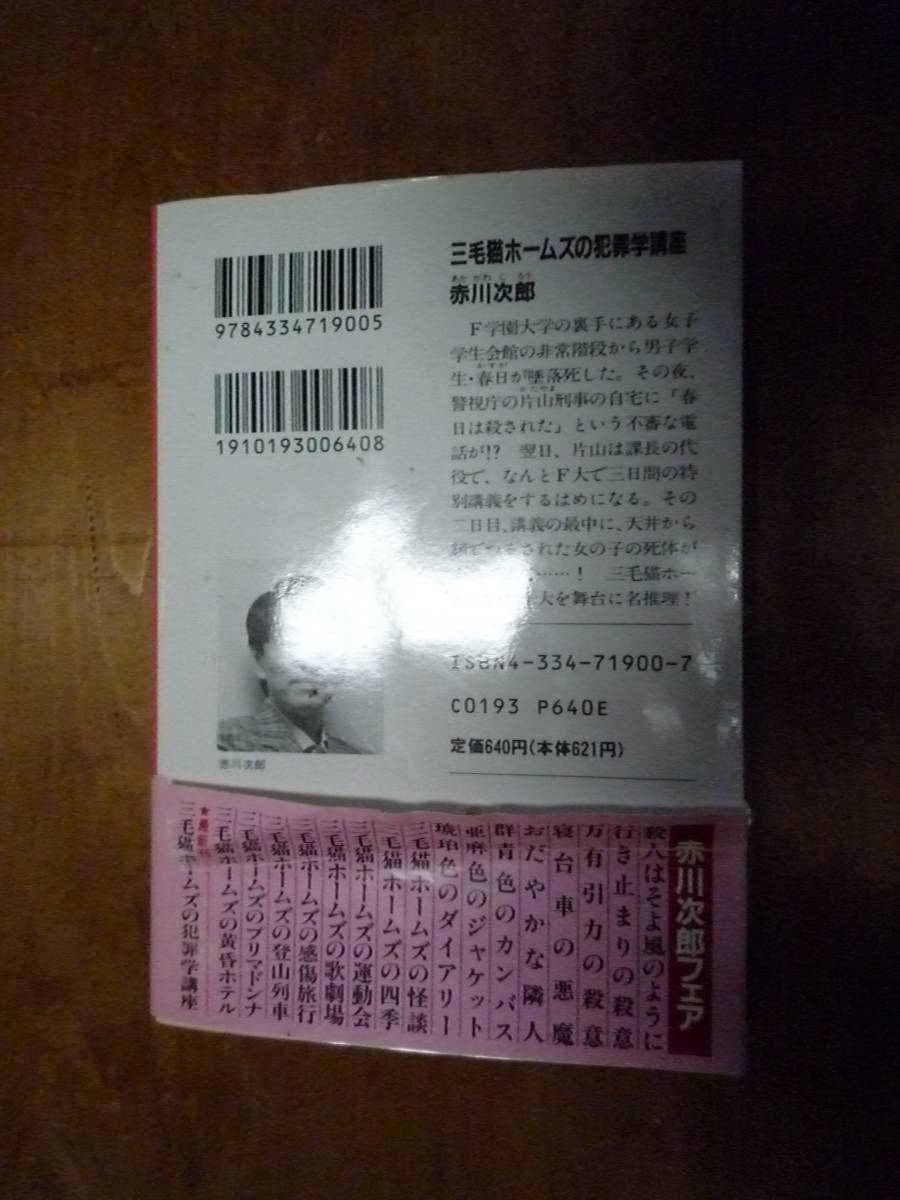 三毛猫ホームズの犯罪学講座
あかがわじろう
赤川次郎
F学園大学の裏手にある女子
学生会館の非常階段から男子学
かすが
生・春日が墜落死した。その夜、
かたやま
警視庁の片山刑事の自宅に「春
日は殺された」という不審な電
話が!? 翌日、片山は課長の代
役で、なんとF大で三日間の特
別講義をするはめになる。その
二日目、講義の最中に、天井から
された女の子の死体が
……! 三毛猫ホー
大を舞台に名推理!
ISBN4-334-71900-7
C0193 P640E
定価640円(本体621円)
9784334719005
1910193006408
赤川次郎
赤川次郎フェア
殺人はそよ風のように
行き止まりの殺意
万有引力の殺意
寝台車の悪魔
おだやかな隣人
群青色のカンバス
亜麻色のジャケット
琥珀色のダイアリー
三毛猫ホームズの怪談
三毛猫ホームズの四季
三毛猫ホームズの運動会
三毛猫ホームズの歌劇場
三毛猫ホームズの感傷旅行
三毛猫ホームズの登山列車
三毛猫ホームズのプリマドンナ
三毛猫ホームズの黄昏ホテル
★最新刊
三毛猫ホームズの犯罪学講座